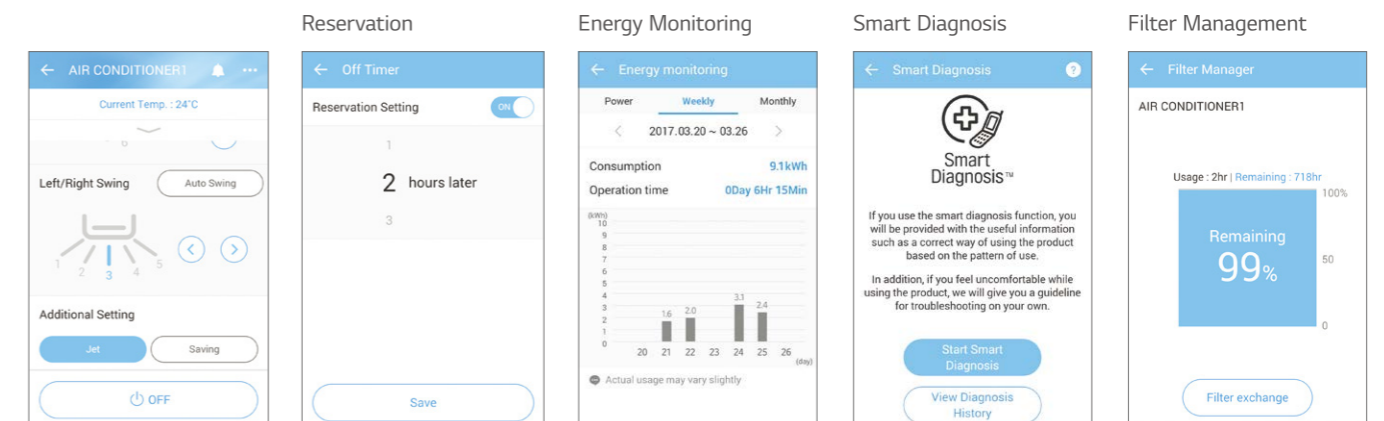 Reservation
Energy Monitoring
Smart Diagnosis
Filter Management
AIR CONDITIONER1
Current Temp. : 24°C
6
Left/Right Swing
Auto Swing
1 2 3 4 5
Additional Setting
Jet
Saving
OFF
Off Timer
Reservation Setting
ON
1
2 hours later
3
Save
Energy monitoring
Power Weekly Monthly
2017.03.20 ~ 03.26
Consumption 9.1kWh
Operation time 0Day 6Hr 15Min
(kWh)
10
9
8
7
6
5
4
3
2
1
0
1.6 2.0 3.1 2.4
20 21 22 23 24 25 26
(day)
Actual usage may vary slightly
Smart Diagnosis
?
Smart
Diagnosis™
If you use the smart diagnosis function, you
will be provided with the useful information
such as a correct way of using the product
based on the pattern of use.
In addition, if you feel uncomfortable while
using the product, we will give you a guideline
for troubleshooting on your own.
Start Smart
Diagnosis
View Diagnosis
History
Filter Manager
AIR CONDITIONER1
Usage : 2hr | Remaining : 718hr
100%
Remaining
99%
50
0
Filter exchange